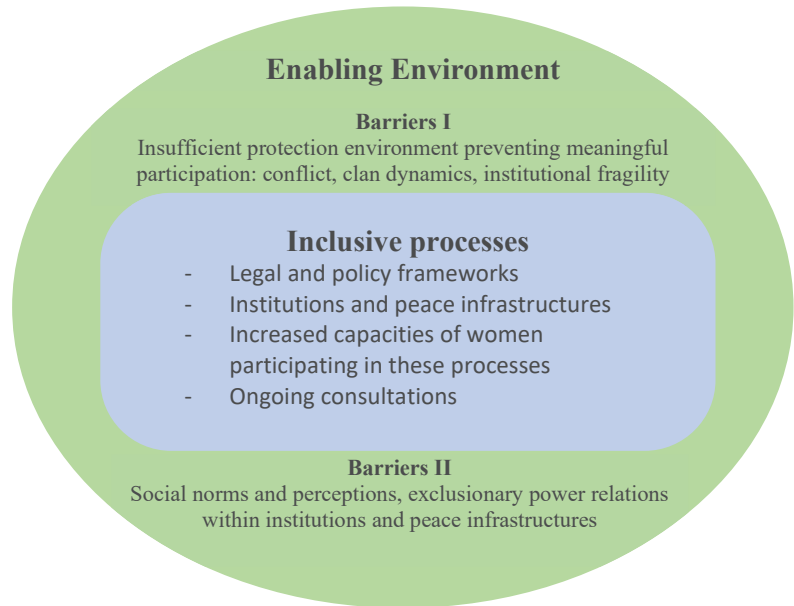 Enabling Environment
Barriers I
Insufficient protection environment preventing meaningful
participation: conflict, clan dynamics, institutional fragility
Inclusive processes
- Legal and policy frameworks
- Institutions and peace infrastructures
- Increased capacities of women
participating in these processes
- Ongoing consultations
Barriers II
Social norms and perceptions, exclusionary power relations
within institutions and peace infrastructures